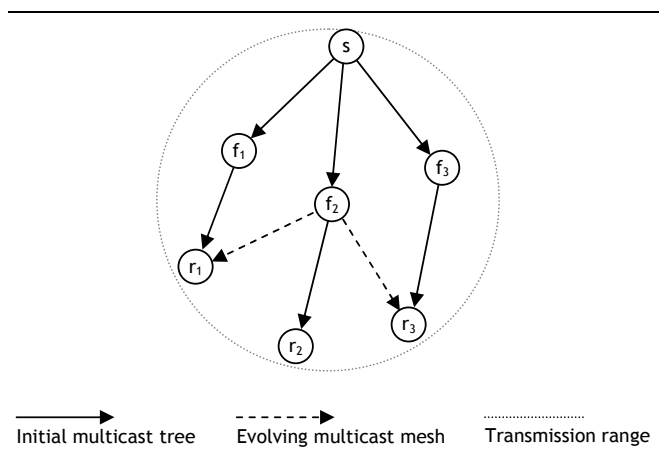 s
f₁
f₃
f₂
r₁
r₃
r₂
Initial multicast tree Evolving multicast mesh Transmission range